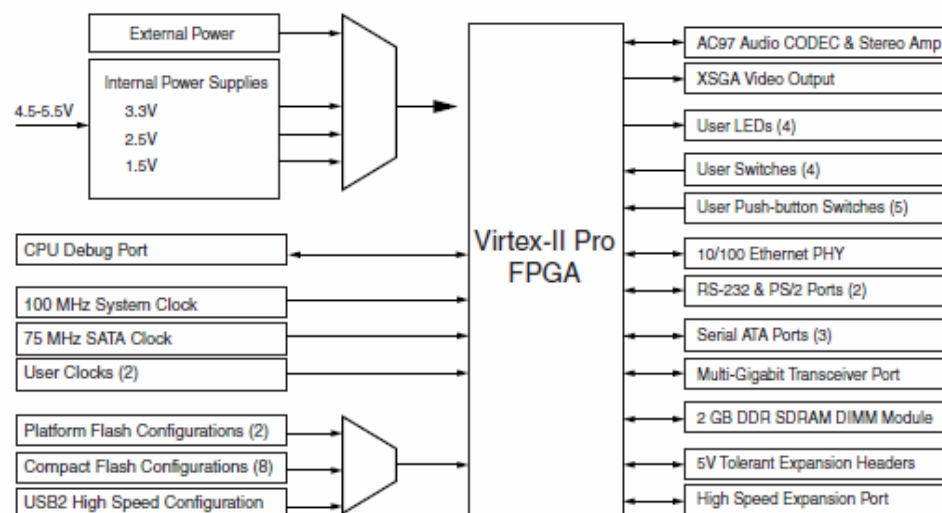 External Power
Internal Power Supplies
4.5-5.5V
3.3V
2.5V
1.5V
CPU Debug Port
100 MHz System Clock
75 MHz SATA Clock
User Clocks (2)
Platform Flash Configurations (2)
Compact Flash Configurations (8)
USB2 High Speed Configuration
Virtex-II Pro
FPGA
AC97 Audio CODEC & Stereo Amp
XSGA Video Output
User LEDs (4)
User Switches (4)
User Push-button Switches (5)
10/100 Ethernet PHY
RS-232 & PS/2 Ports (2)
Serial ATA Ports (3)
Multi-Gigabit Transceiver Port
2 GB DDR SDRAM DIMM Module
5V Tolerant Expansion Headers
High Speed Expansion Port